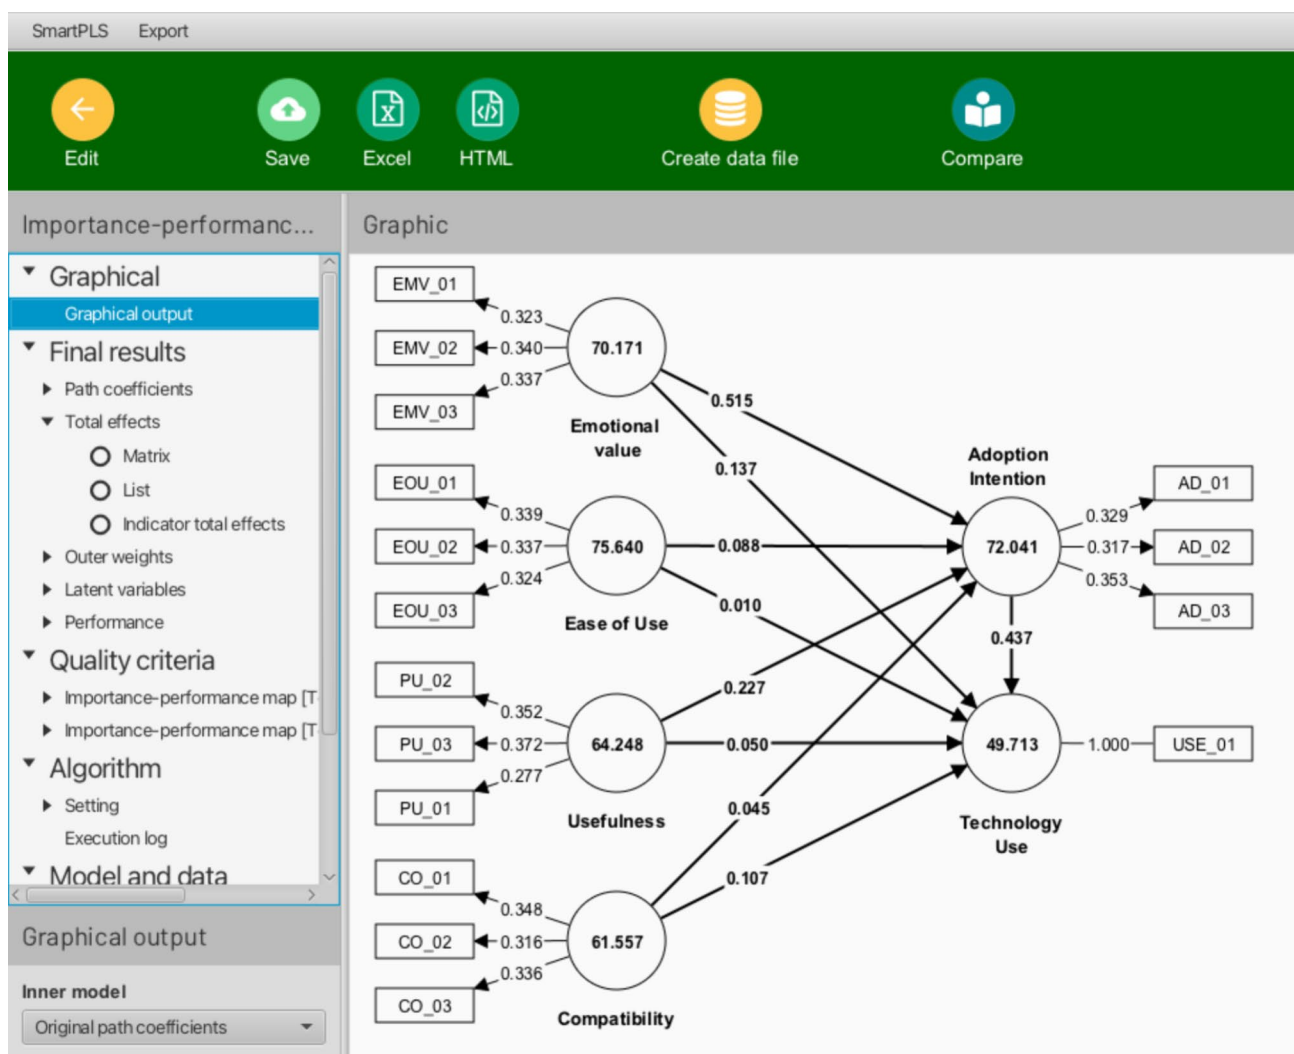 SmartPLS Export
Edit Save Excel HTML Create data file Compare
Importance-performanc...
Graphical
Graphical output
Final results
Path coefficients
Total effects
Matrix
List
Indicator total effects
Outer weights
Latent variables
Performance
Quality criteria
Importance-performance map [T
Importance-performance map [T
Algorithm
Setting
Execution log
Model and data
Graphical output
Inner model
Original path coefficients
Graphic
EMV_01
0.323
EMV_02 0.340 70.171
0.337
EMV_03
Emotional
value
0.515
0.137
EOU_01
0.339
EOU_02 0.337 75.640 0.088
0.324
EOU_03
Ease of Use
0.010
PU_02
0.352
0.227
PU_03 0.372 64.248 0.050
0.277
PU_01
Usefulness
0.045
CO_01
0.107
0.348
CO_02 0.316 61.557
0.336
CO_03
Compatibility
Adoption
Intention
AD_01
0.329
72.041 0.317 AD_02
0.353
AD_03
0.437
49.713 1.000 USE_01
Technology
Use